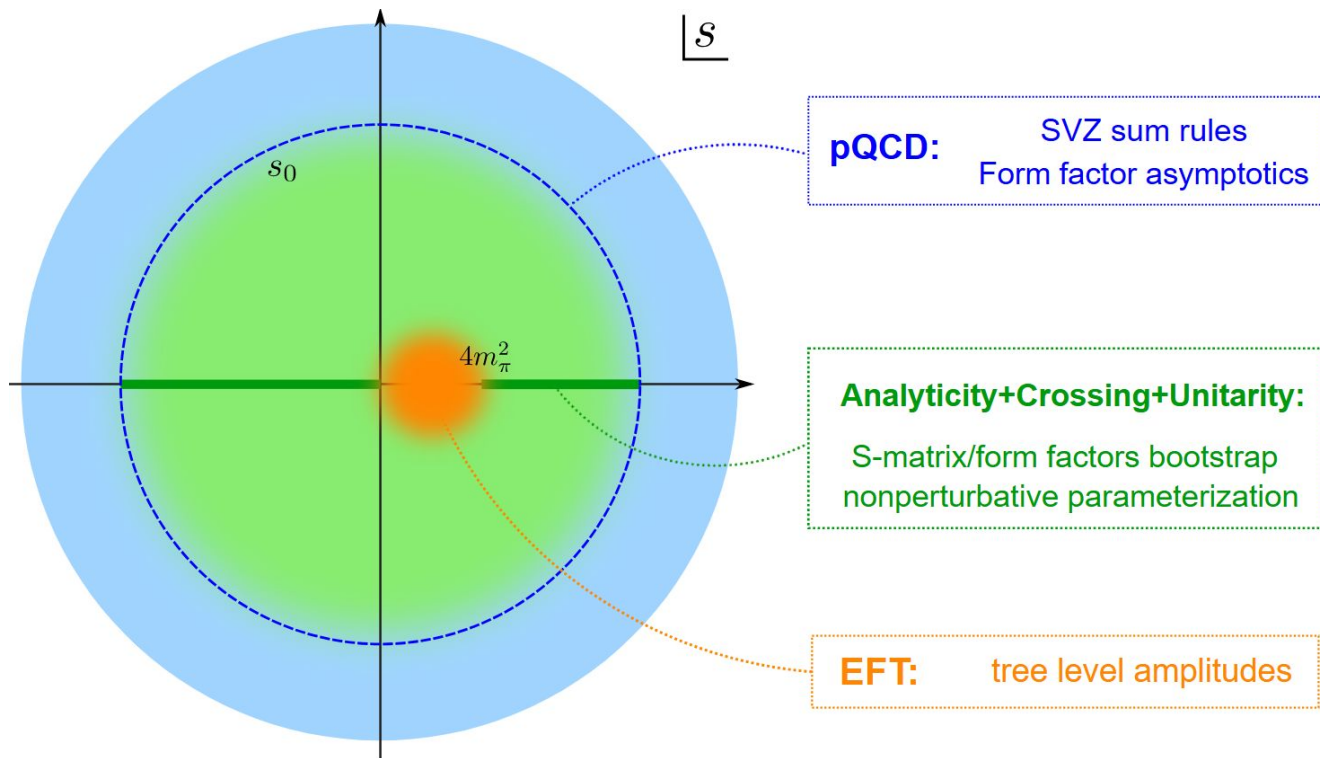 s
s₀
4m_π²
pQCD:
SVZ sum rules
Form factor asymptotics
Analyticity+Crossing+Unitarity:
S-matrix/form factors bootstrap
nonperturbative parameterization
EFT:
tree level amplitudes